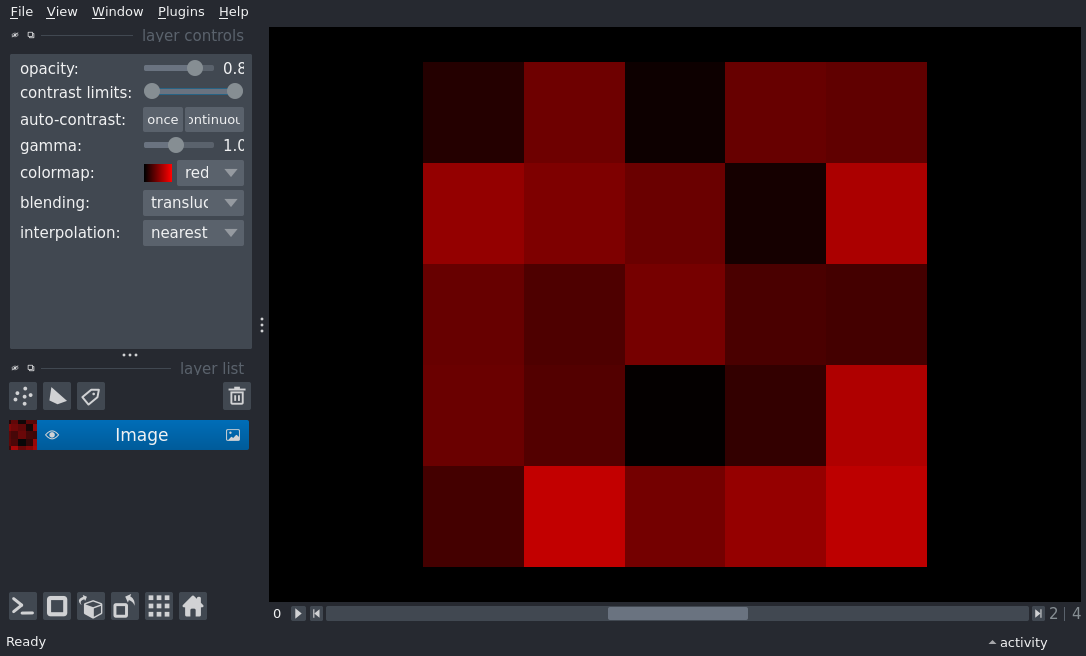 File View Window Plugins Help
layer controls
opacity: 0.8
contrast limits:
auto-contrast: once ontinuou
gamma: 1.0
colormap: red
blending: transluc
interpolation: nearest
layer list
Image
0 2 | 4
Ready activity